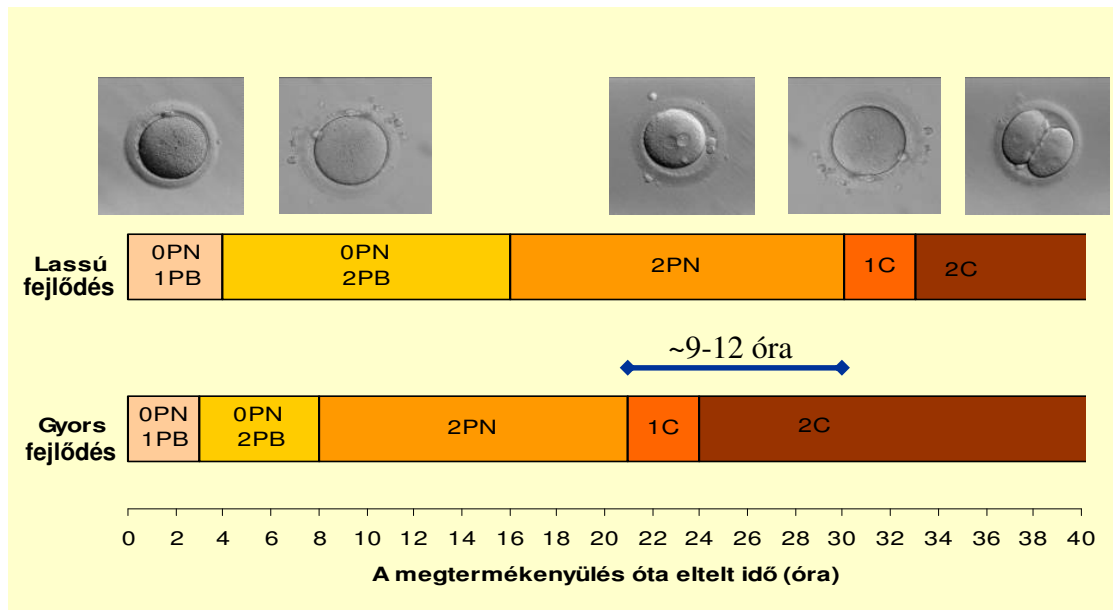 Lassú
fejlődés
0PN
1PB
0PN
2PB
2PN
1C
2C
~9-12 óra
Gyors
fejlődés
0PN
1PB
0PN
2PB
2PN
1C
2C
0 2 4 6 8 10 12 14 16 18 20 22 24 26 28 30 32 34 36 38 40
A megtermékenyülés óta eltelt idő (óra)